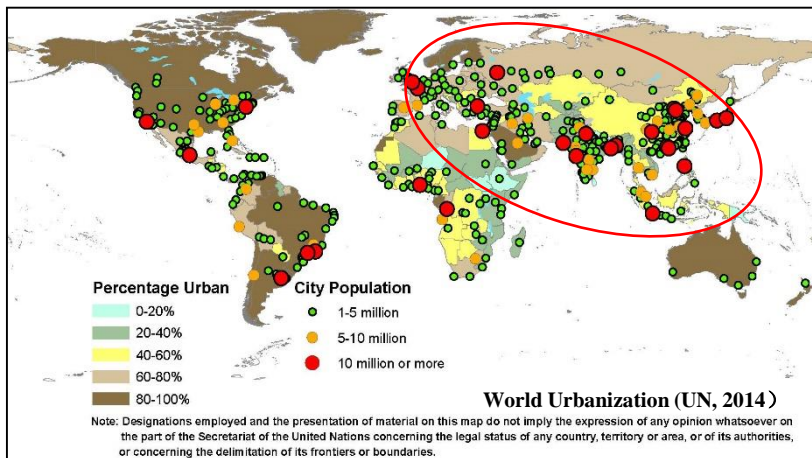 Percentage Urban
0-20%
20-40%
40-60%
60-80%
80-100%
City Population
1-5 million
5-10 million
10 million or more
World Urbanization (UN, 2014）
Note: Designations employed and the presentation of material on this map do not imply the expression of any opinion whatsoever on
the part of the Secretariat of the United Nations concerning the legal status of any country, territory or area, or of its authorities,
or concerning the delimitation of its frontiers or boundaries.